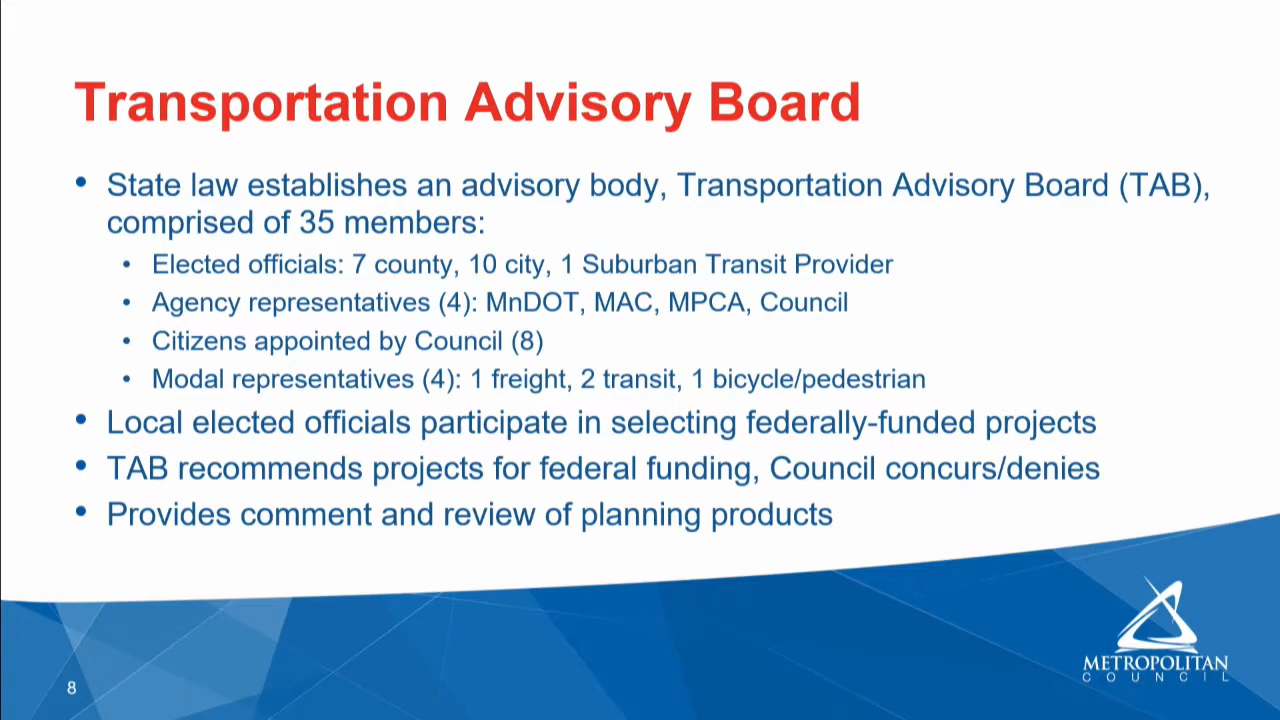 Transportation Advisory Board
• State law establishes an advisory body, Transportation Advisory Board (TAB),
comprised of 35 members:
• Elected officials: 7 county, 10 city, 1 Suburban Transit Provider
• Agency representatives (4): MnDOT, MAC, MPCA, Council
• Citizens appointed by Council (8)
• Modal representatives (4): 1 freight, 2 transit, 1 bicycle/pedestrian
• Local elected officials participate in selecting federally-funded projects
• TAB recommends projects for federal funding, Council concurs/denies
• Provides comment and review of planning products
METROPOLITAN
COUNCIL
8